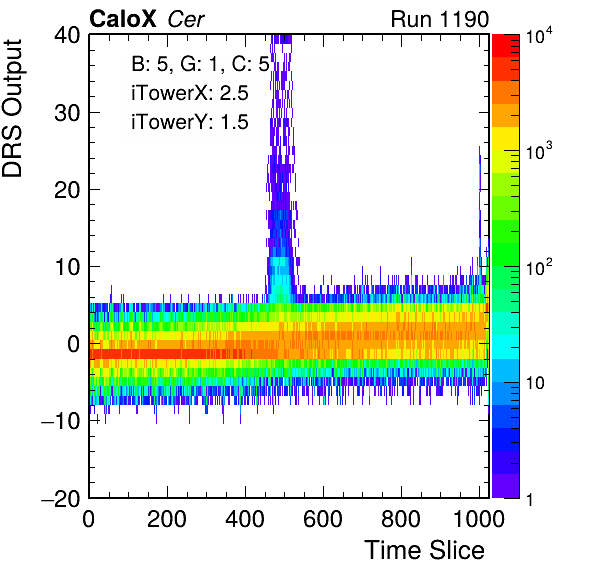 CaloX Cer Run 1190
DRS Output
B: 5, G: 1, C: 5
iTowerX: 2.5
iTowerY: 1.5
40
30
20
10
0
−10
−20
0 200 400 600 800 1000
Time Slice
10^4
10^3
10^2
10
1